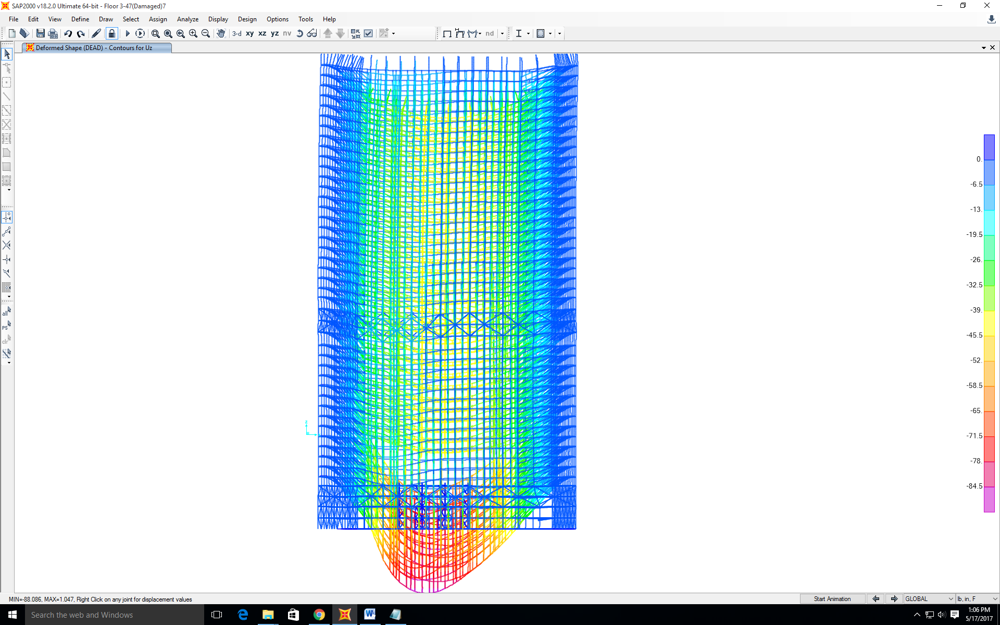 SAP2000 v18.2.0 Ultimate 64-bit - Floor 3-47(Damaged)7
File Edit View Define Draw Select Assign Analyze Display Design Options Tools Help
3-d xy xz yz nv nd
Deformed Shape (DEAD) - Contours for Uz
0.
-6.5
-13.
-19.5
-26.
-32.5
-39.
-45.5
-52.
-58.5
-65.
-71.5
-78.
-84.5
all
PS
clr
z
MIN=-88.086, MAX=1.047, Right Click on any joint for displacement values
Start Animation
GLOBAL
lb, in, F
Search the web and Windows
1:06 PM
5/17/2017